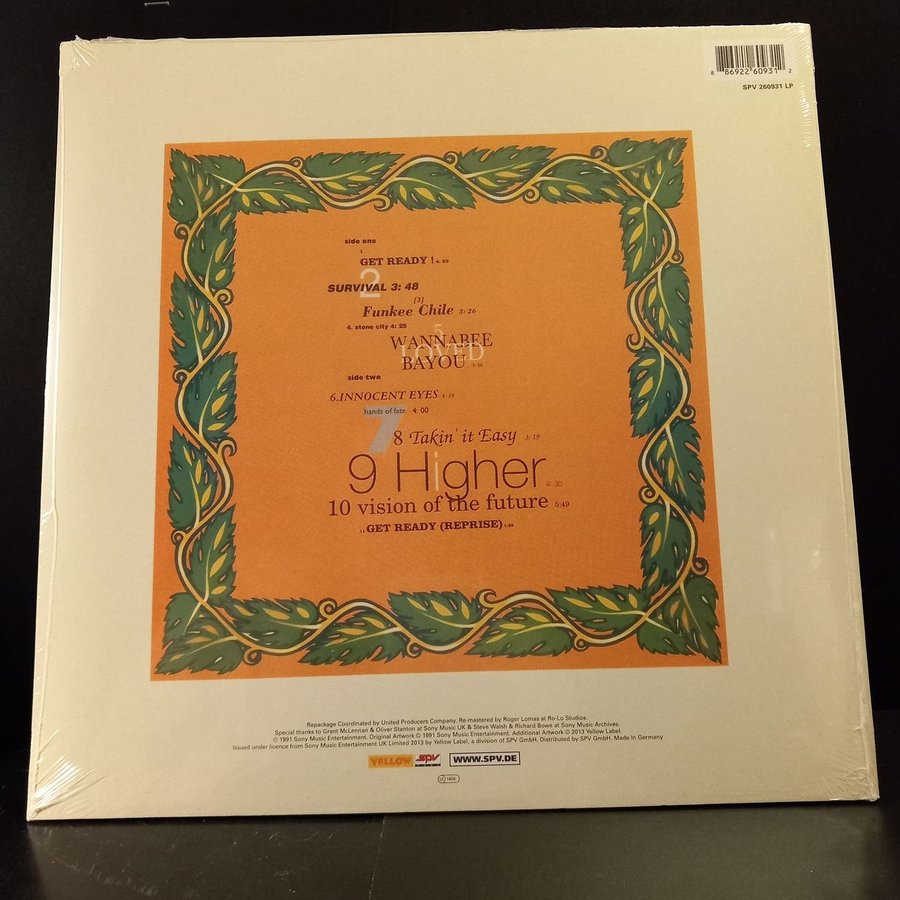 8 86922 60931 2
SPV 260931 LP
side one
1
GET READY !
2
SURVIVAL 3: 48
[3]
Funkee Chile 3: 26
4. stone city 4: 25
5
WANNABEE
LOVED
BAYOU
side two
6.INNOCENT EYES
7
hands of fate 4: 00
8 Takin' it Easy 3: 19
9 Higher 4: 30
10 vision of the future 5:49
11 GET READY (REPRISE)
Repackage Coordinated by United Producers Company. Re-mastered by Roger Lomas at Ro-Lo Studios.
Special thanks to Grant McLennan & Oliver Stanton at Sony Music UK & Steve Walsh & Richard Bowe at Sony Music Archives.
© 1991 Sony Music Entertainment. Original Artwork © 1991 Sony Music Entertainment. Additional Artwork © 2013 Yellow Label.
Issued under licence from Sony Music Entertainment UK Limited 2013 by Yellow Label, a division of SPV GmbH. Distributed by SPV GmbH. Made In Germany
YELLOW SPV WWW.SPV.DE